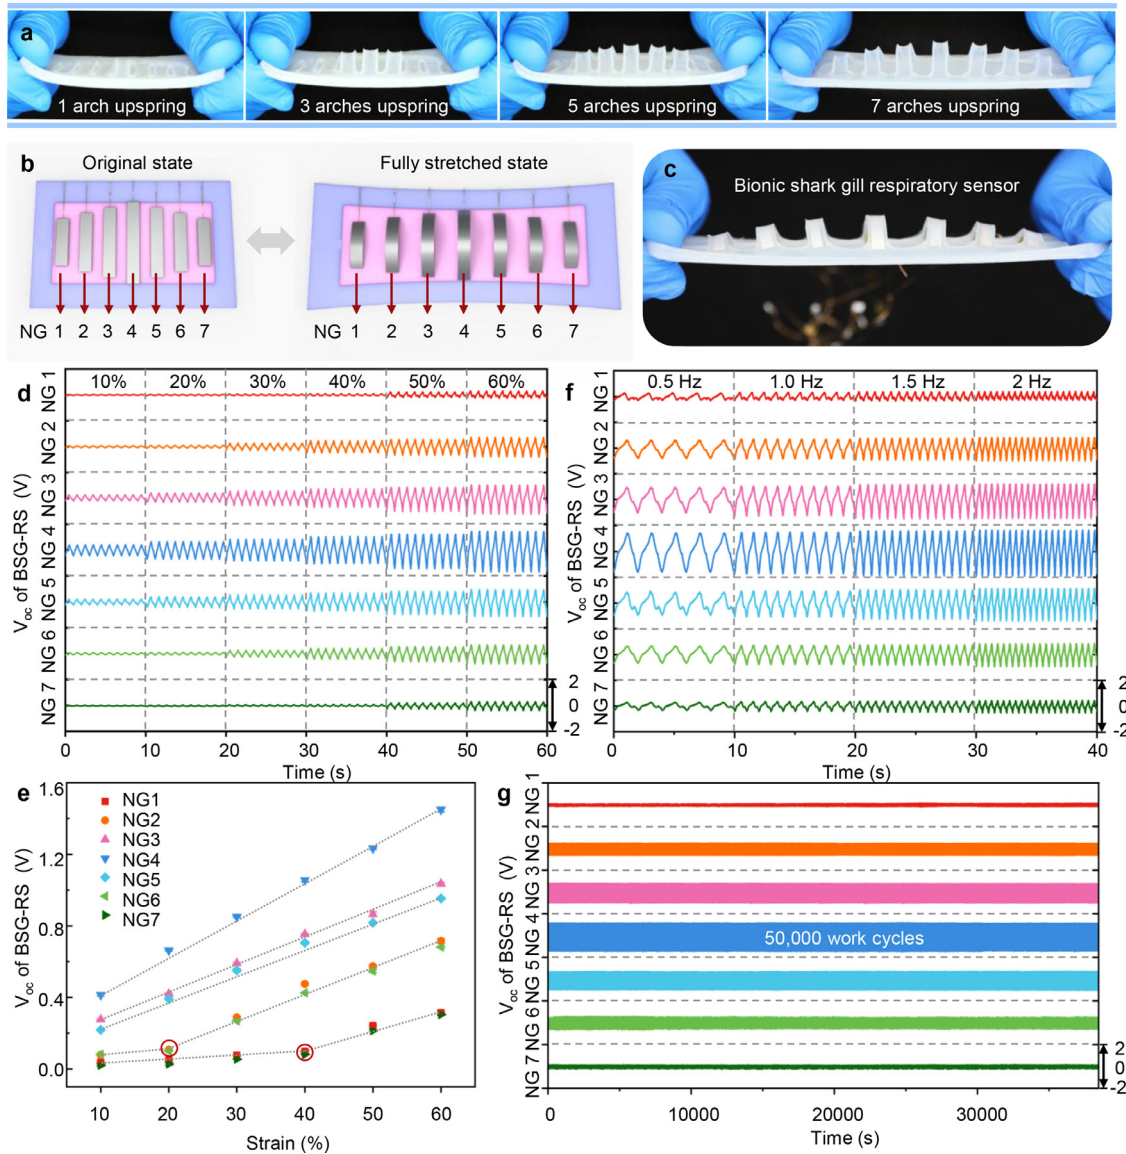 a
1 arch upspring
3 arches upspring
5 arches upspring
7 arches upspring
b
Original state
Fully stretched state
NG 1 2 3 4 5 6 7
NG 1 2 3 4 5 6 7
c
Bionic shark gill respiratory sensor
d
10% 20% 30% 40% 50% 60%
NG 1
NG 2
NG 3
NG 4
NG 5
NG 6
NG 7
Voc of BSG-RS (V)
2
0
-2
0 10 20 30 40 50 60
Time (s)
f
0.5 Hz 1.0 Hz 1.5 Hz 2 Hz
NG 1
NG 2
NG 3
NG 4
NG 5
NG 6
NG 7
Voc of BSG-RS (V)
2
0
-2
0 10 20 30 40
Time (s)
e
NG1
NG2
NG3
NG4
NG5
NG6
NG7
1.6
1.2
0.8
0.4
0.0
Voc of BSG-RS (V)
10 20 30 40 50 60
Strain (%)
g
NG 1
NG 2
NG 3
NG 4
NG 5
NG 6
NG 7
Voc of BSG-RS (V)
50,000 work cycles
2
0
-2
0 10000 20000 30000
Time (s)